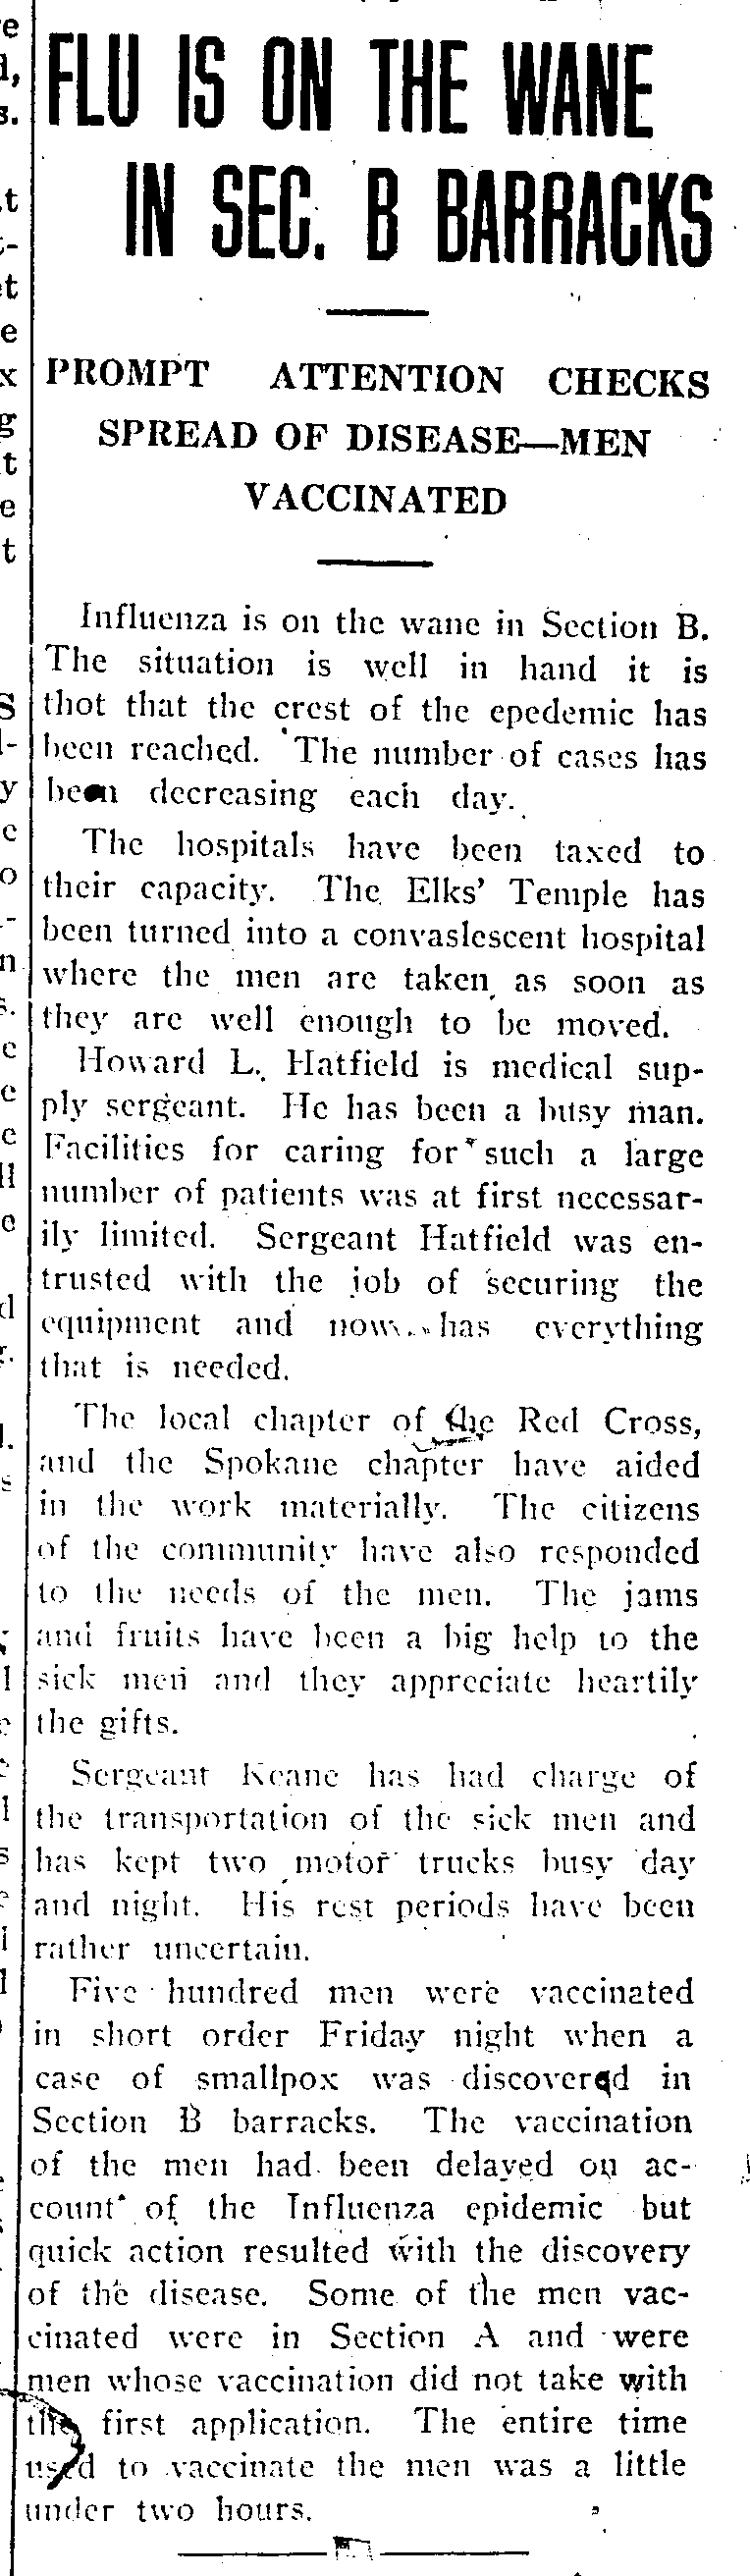 FLU IS ON THE WANE
IN SEC. B BARRACKS
PROMPT ATTENTION CHECKS
SPREAD OF DISEASE—MEN
VACCINATED
Influenza is on the wane in Section B.
The situation is well in hand it is
thot that the crest of the epedemic has
been reached. The number of cases has
been decreasing each day.
The hospitals have been taxed to
their capacity. The Elks' Temple has
been turned into a convaslescent hospital
where the men are taken as soon as
they are well enough to be moved.
Howard L. Hatfield is medical sup-
ply sergeant. He has been a busy man.
Facilities for caring for such a large
number of patients was at first necessar-
ily limited. Sergeant Hatfield was en-
trusted with the job of securing the
equipment and now has everything
that is needed.
The local chapter of the Red Cross,
and the Spokane chapter have aided
in the work materially. The citizens
of the community have also responded
to the needs of the men. The jams
and fruits have been a big help to the
sick men and they appreciate heartily
the gifts.
Sergeant Keane has had charge of
the transportation of the sick men and
has kept two motor trucks busy day
and night. His rest periods have been
rather uncertain.
Five hundred men were vaccinated
in short order Friday night when a
case of smallpox was discovered in
Section B barracks. The vaccination
of the men had been delayed on ac-
count of the Influenza epidemic but
quick action resulted with the discovery
of the disease. Some of the men vac-
cinated were in Section A and were
men whose vaccination did not take with
the first application. The entire time
used to vaccinate the men was a little
under two hours.